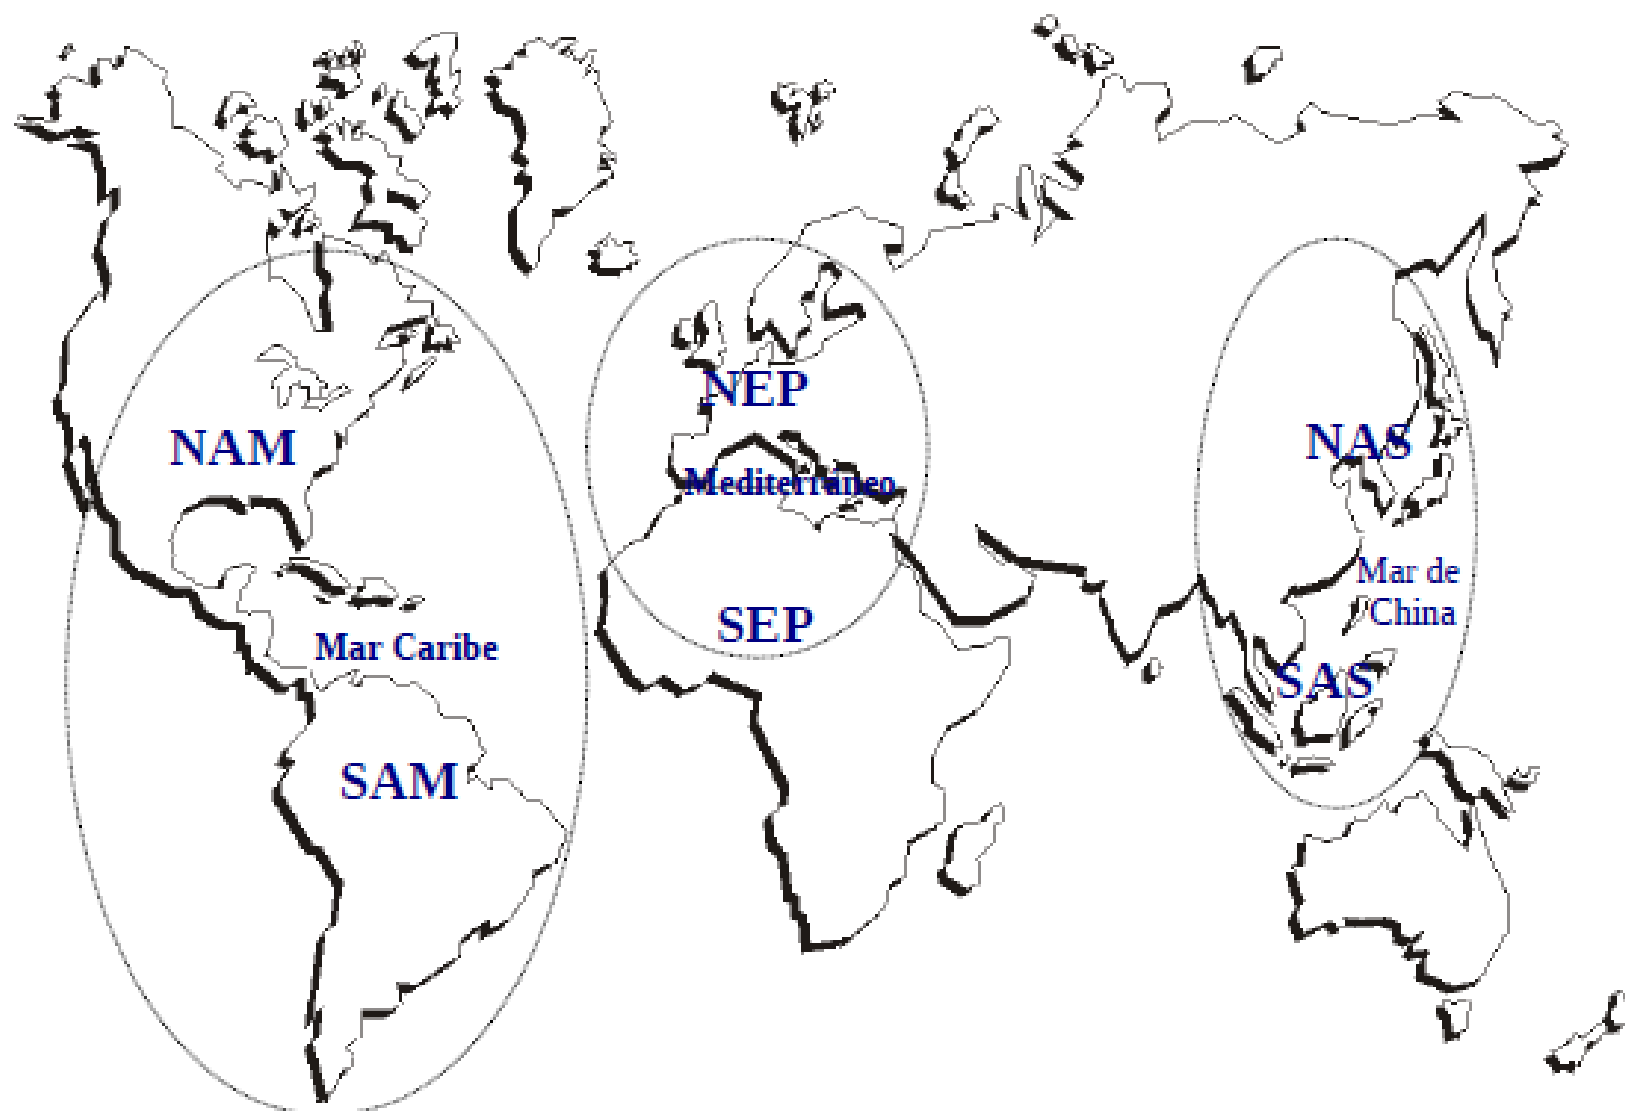 NEP
NAM
NAS
Mediterráneo
Mar de
China
SEP
Mar Caribe
SAS
SAM